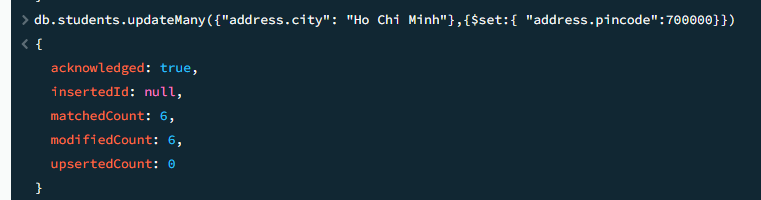 db.students.updateMany({"address.city": "Ho Chi Minh"},{$set:{ "address.pincode":700000}})
{
acknowledged: true,
insertedId: null,
matchedCount: 6,
modifiedCount: 6,
upsertedCount: 0
}